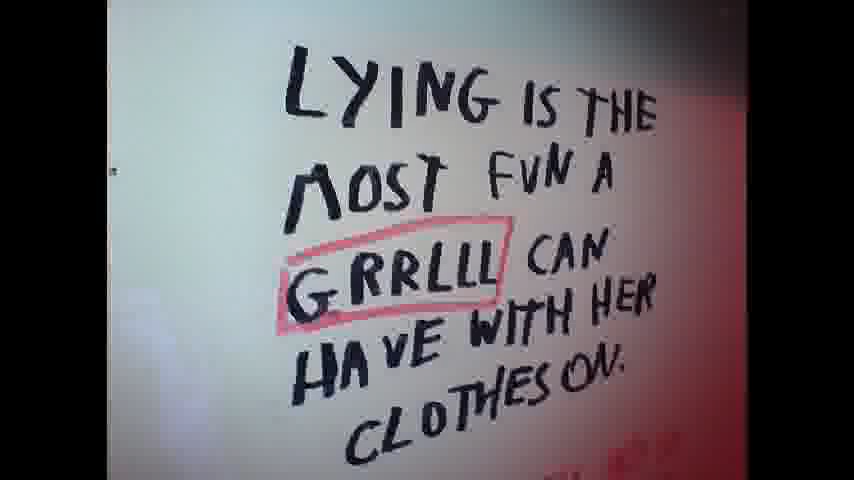 LYING IS THE
MOST FUN A
GRRLLL CAN
HAVE WITH HER
CLOTHES ON.